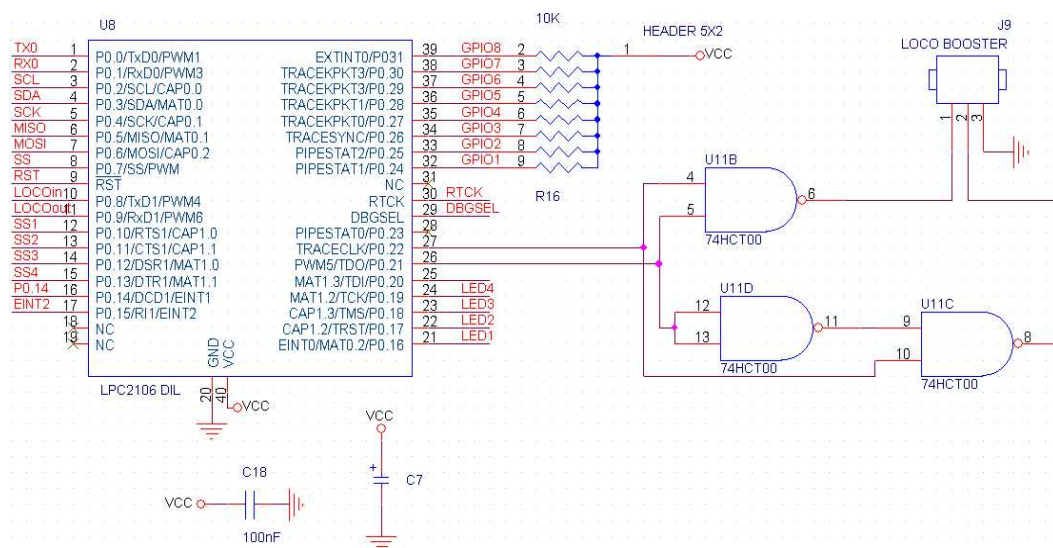 U8
TX0 1 P0.0/TxD0/PWM1
RX0 2 P0.1/RxD0/PWM3
SCL 3 P0.2/SCL/CAP0.0
SDA 4 P0.3/SDA/MAT0.0
SCK 5 P0.4/SCK/CAP0.1
MISO 6 P0.5/MISO/MAT0.1
MOSI 7 P0.6/MOSI/CAP0.2
SS 8 P0.7/SS/PWM
RST 9 RST
LOCOin 10 P0.8/TxD1/PWM4
LOCOout 11 P0.9/RxD1/PWM6
SS1 12 P0.10/RTS1/CAP1.0
SS2 13 P0.11/CTS1/CAP1.1
SS3 14 P0.12/DSR1/MAT1.0
SS4 15 P0.13/DTR1/MAT1.1
P0.14 16 P0.14/DCD1/EINT1
EINT2 17 P0.15/RI1/EINT2
18 NC
19 NC
EXTINT0/P031 39 GPIO8 2
TRACEKPKT3/P0.30 38 GPIO7 3
TRACEKPKT3/P0.29 37 GPIO6 4
TRACEKPKT1/P0.28 36 GPIO5 5
TRACEKPKT0/P0.27 35 GPIO4 6
TRACESYNC/P0.26 34 GPIO3 7
PIPESTAT2/P0.25 33 GPIO2 8
PIPESTAT1/P0.24 32 GPIO1 9
NC 31
RTCK 30 RTCK
DBGSEL 29 DBGSEL
PIPESTAT0/P0.23 28
TRACECLK/P0.22 27
PWM5/TDO/P0.21 26
MAT1.3/TDI/P0.20 25
MAT1.2/TCK/P0.19 24 LED4
CAP1.3/TMS/P0.18 23 LED3
CAP1.2/TRST/P0.17 22 LED2
EINT0/MAT0.2/P0.16 21 LED1
GND
VCC
20
40
LPC2106 DIL
VCC
10K
1
HEADER 5X2
VCC
R16
J9
LOCO BOOSTER
1
2
3
U11B
4
5
6
74HCT00
U11D
12
13
11
74HCT00
U11C
9
10
8
74HCT00
VCC
+
C7
C18
VCC
100nF